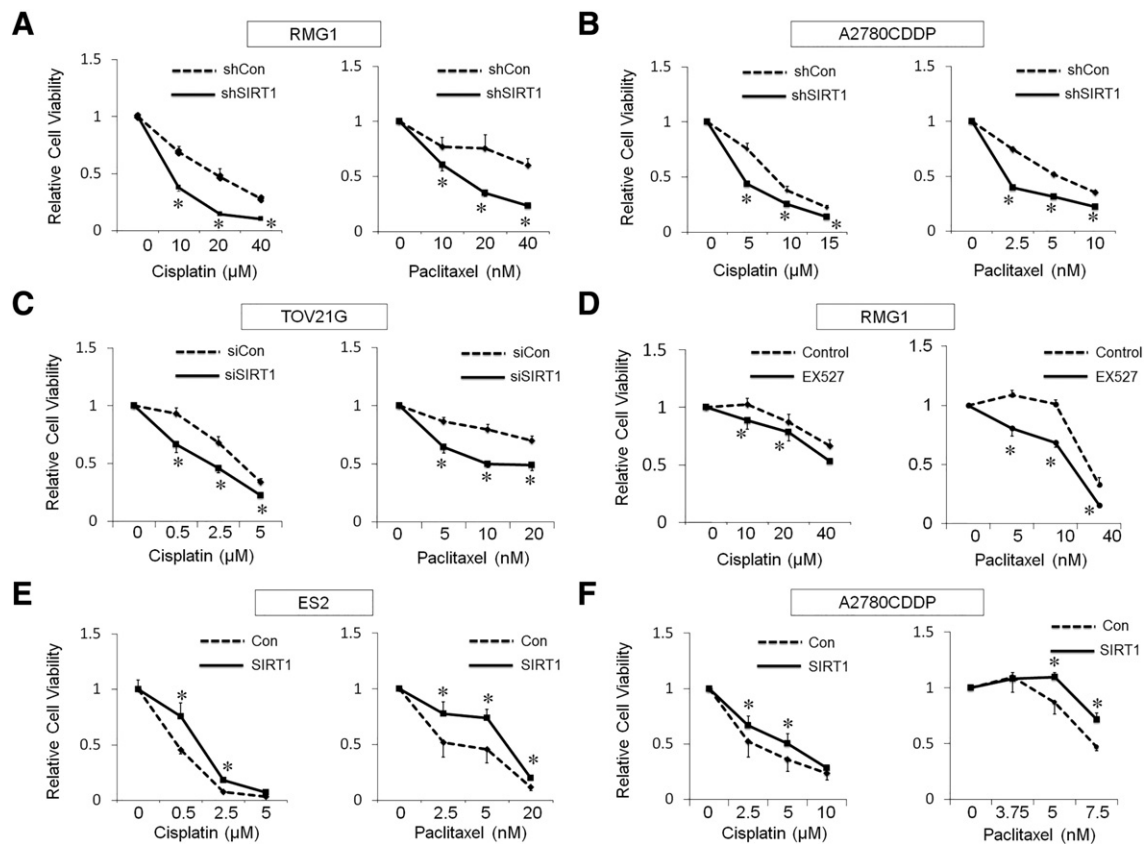 A
RMG1
shCon
shSIRT1
Relative Cell Viability
1.5
1
0.5
0
0 10 20 40
Cisplatin (µM)
shCon
shSIRT1
1.5
1
0.5
0
0 10 20 40
Paclitaxel (nM)
* * * * * *
B
A2780CDDP
shCon
shSIRT1
Relative Cell Viability
1.5
1
0.5
0
0 5 10 15
Cisplatin (µM)
shCon
shSIRT1
1.5
1
0.5
0
0 2.5 5 10
Paclitaxel (nM)
* * * * * *
C
TOV21G
siCon
siSIRT1
Relative Cell Viability
1.5
1
0.5
0
0 0.5 2.5 5
Cisplatin (µM)
siCon
siSIRT1
1.5
1
0.5
0
0 5 10 20
Paclitaxel (nM)
* * * * * *
D
RMG1
Control
EX527
Relative Cell Viability
1.5
1
0.5
0
0 10 20 40
Cisplatin (µM)
Control
EX527
1.5
1
0.5
0
0 5 10 40
Paclitaxel (nM)
* * * * *
E
ES2
Con
SIRT1
Relative Cell Viability
1.5
1
0.5
0
0 0.5 2.5 5
Cisplatin (µM)
Con
SIRT1
1.5
1
0.5
0
0 2.5 5 20
Paclitaxel (nM)
* * * * *
F
A2780CDDP
Con
SIRT1
Relative Cell Viability
1.5
1
0.5
0
0 2.5 5 10
Cisplatin (µM)
Con
SIRT1
1.5
1
0.5
0
0 3.75 5 7.5
Paclitaxel (nM)
* * * *